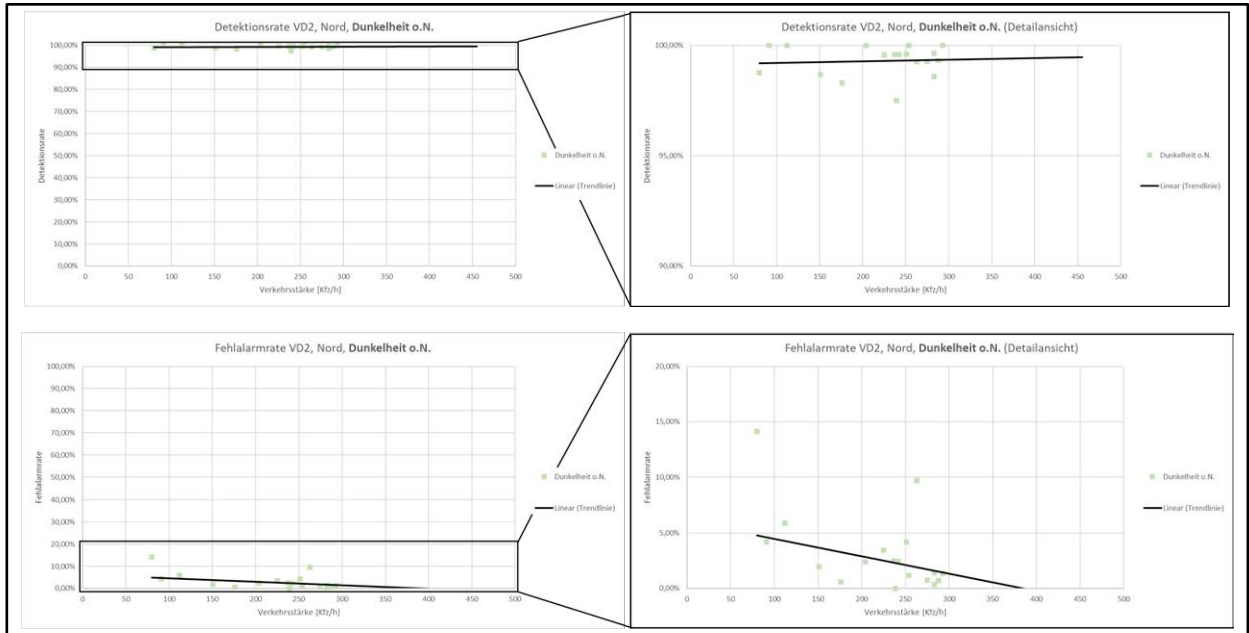 Detektionsrate VD2, Nord, Dunkelheit o.N.
100,00%
90,00%
80,00%
70,00%
60,00%
50,00%
40,00%
30,00%
20,00%
10,00%
0,00%
Detektionsrate
0 50 100 150 200 250 300 350 400 450 500
Verkehrsstärke [Kfz/h]
Dunkelheit o.N.
Linear (Trendlinie)
Detektionsrate VD2, Nord, Dunkelheit o.N. (Detailansicht)
100,00%
95,00%
90,00%
Detektionsrate
0 50 100 150 200 250 300 350 400 450 500
Verkehrsstärke [Kfz/h]
Dunkelheit o.N.
Linear (Trendlinie)
Fehlalarmrate VD2, Nord, Dunkelheit o.N.
100,00%
90,00%
80,00%
70,00%
60,00%
50,00%
40,00%
30,00%
20,00%
10,00%
0,00%
Fehlalarmrate
0 50 100 150 200 250 300 350 400 450 500
Verkehrsstärke [Kfz/h]
Dunkelheit o.N.
Linear (Trendlinie)
Fehlalarmrate VD2, Nord, Dunkelheit o.N. (Detailansicht)
20,00%
15,00%
10,00%
5,00%
0,00%
Fehlalarmrate
0 50 100 150 200 250 300 350 400 450 500
Verkehrsstärke [Kfz/h]
Dunkelheit o.N.
Linear (Trendlinie)